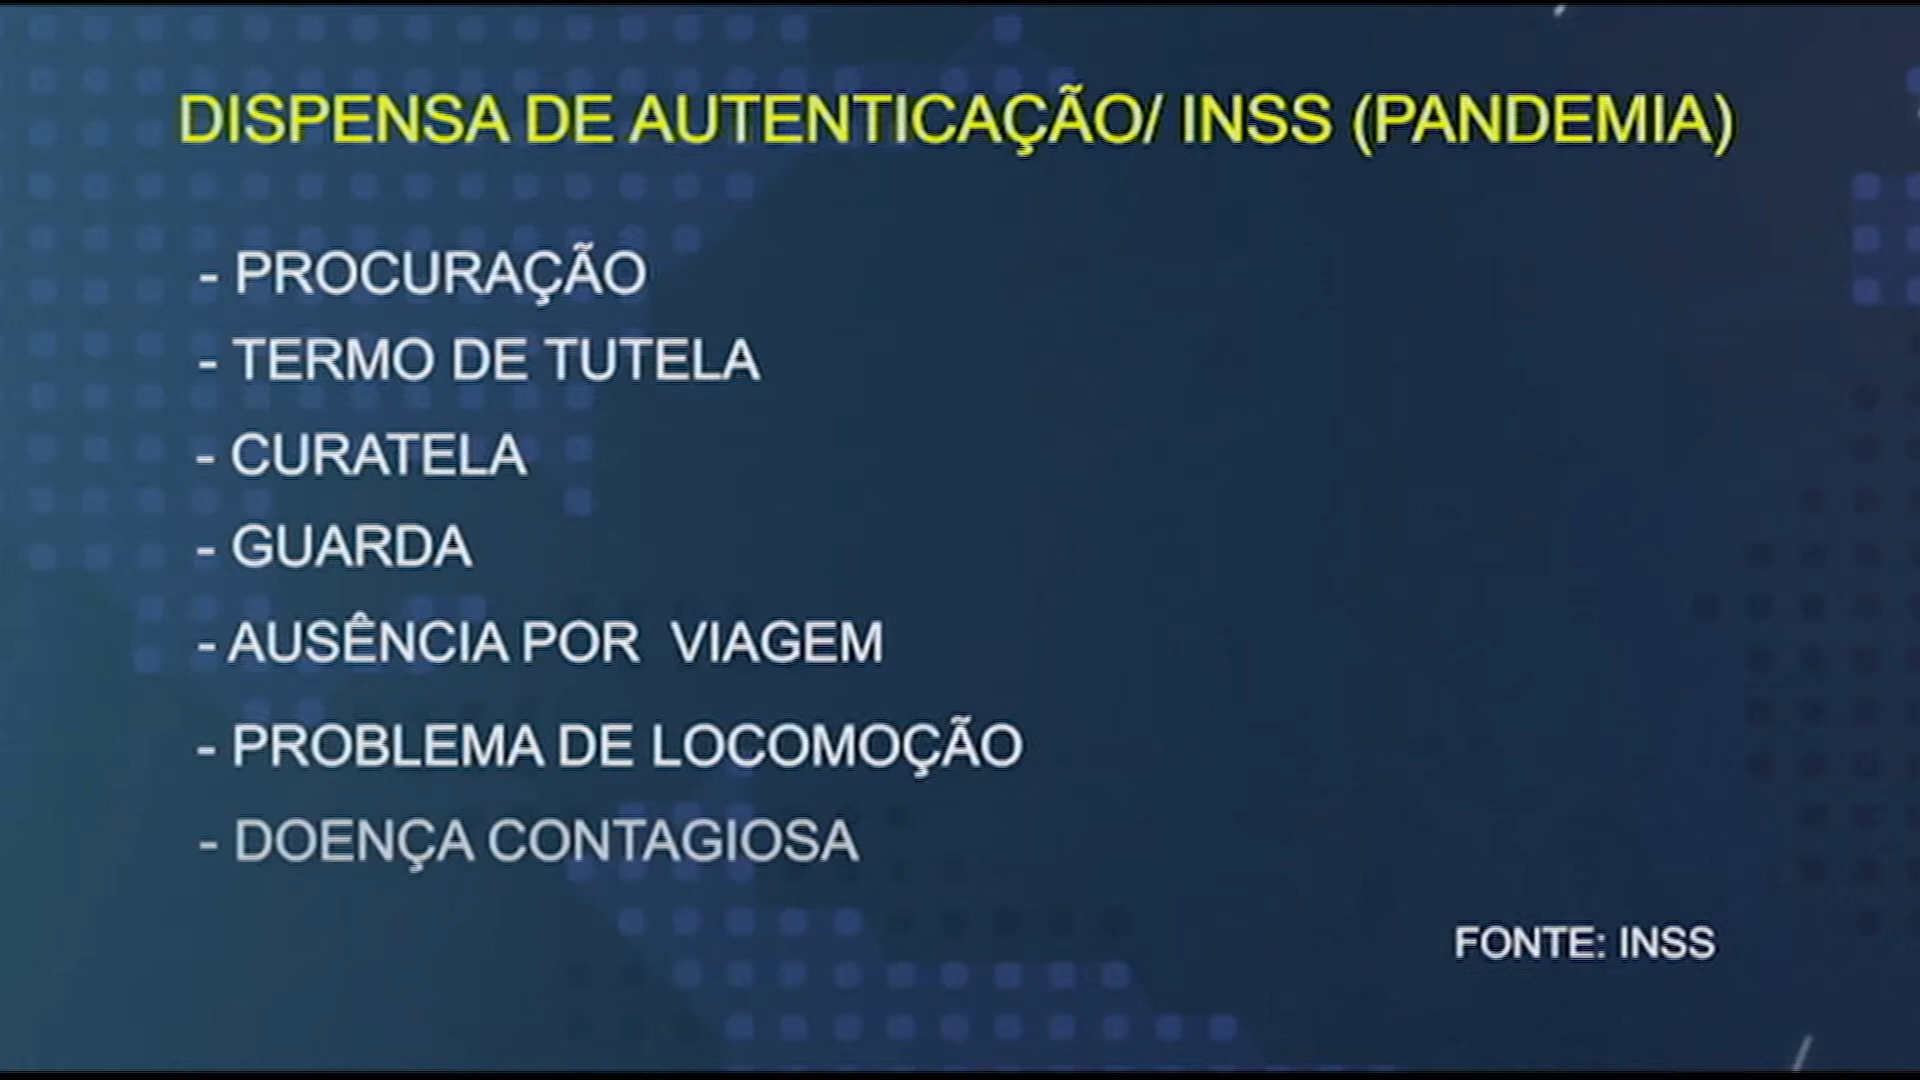 DISPENSA DE AUTENTICAÇÃO/ INSS (PANDEMIA)
- PROCURAÇÃO
- TERMO DE TUTELA
- CURATELA
- GUARDA
- AUSÊNCIA POR  VIAGEM
- PROBLEMA DE LOCOMOÇÃO
- DOENÇA CONTAGIOSA
FONTE: INSS